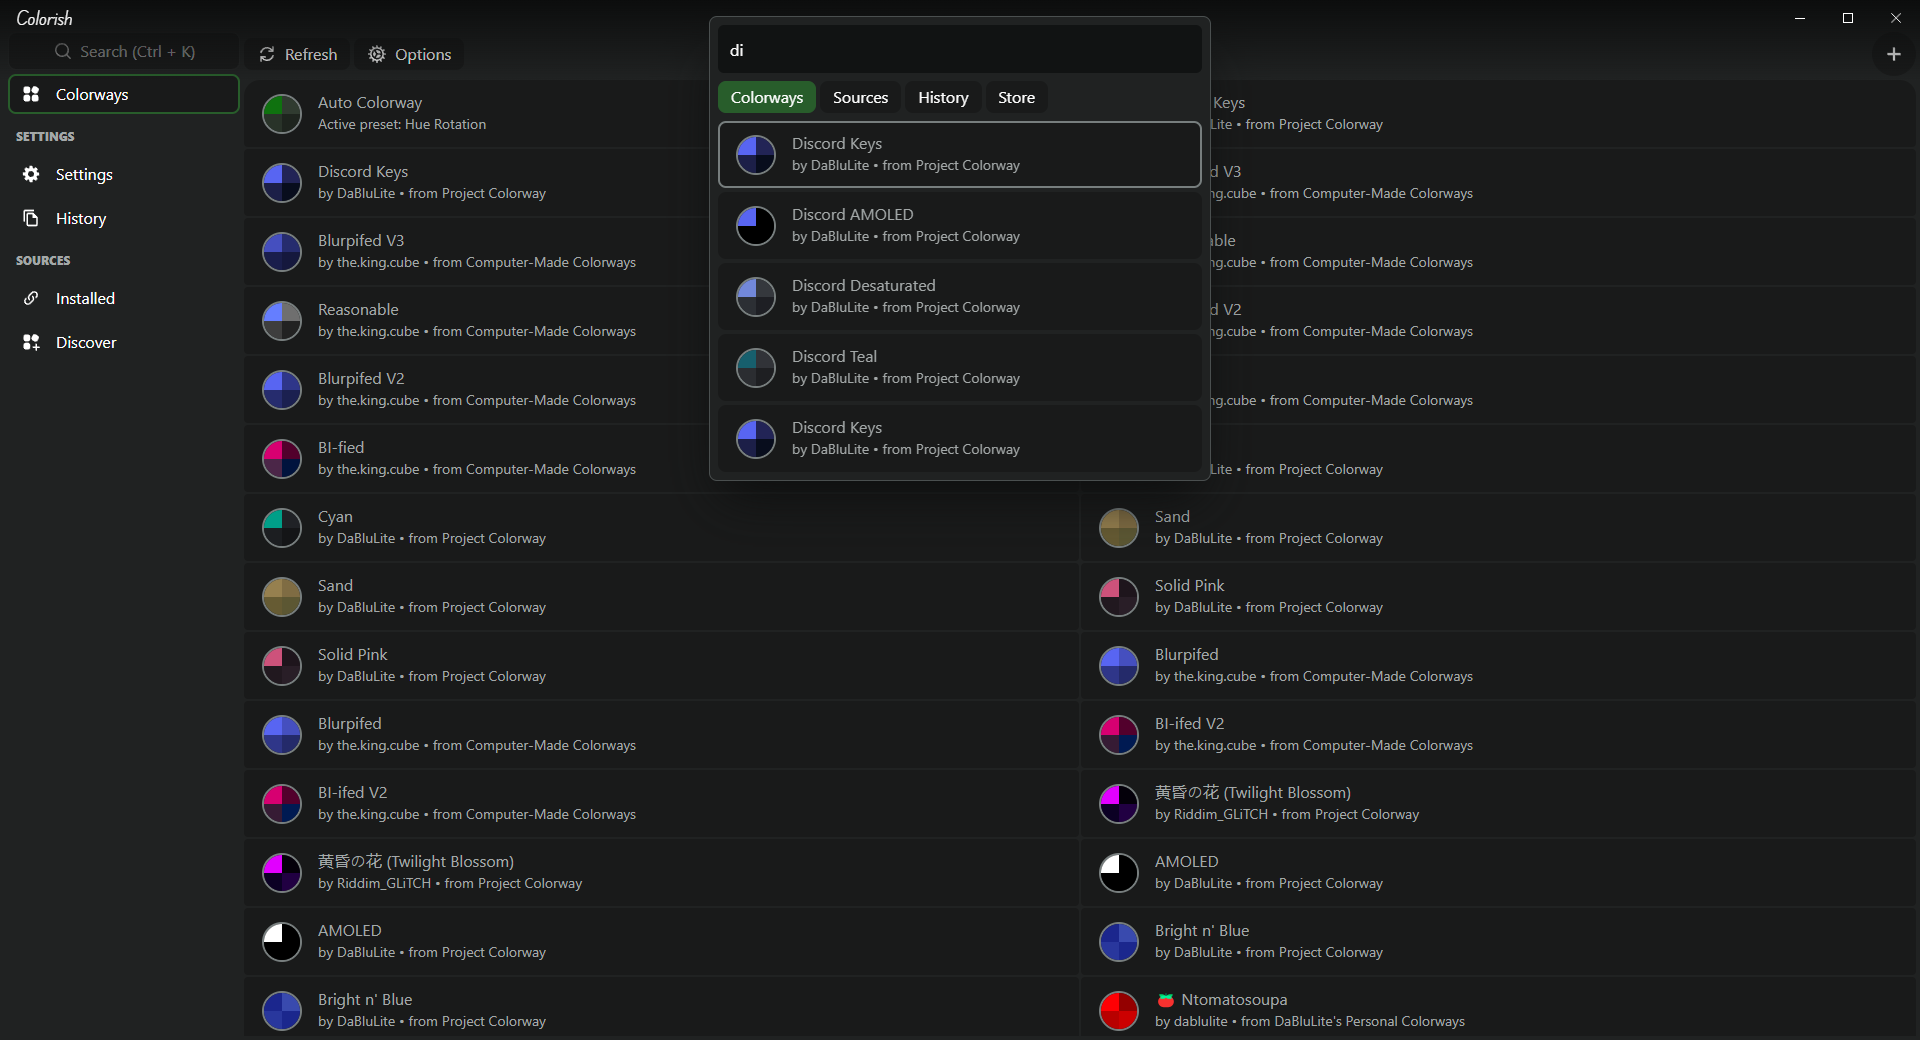 Colorish
Search (Ctrl + K)
Refresh
Options
Colorways
SETTINGS
Settings
History
SOURCES
Installed
Discover
di
Colorways
Sources
History
Store
Discord Keys
by DaBluLite • from Project Colorway
Discord AMOLED
by DaBluLite • from Project Colorway
Discord Desaturated
by DaBluLite • from Project Colorway
Discord Teal
by DaBluLite • from Project Colorway
Discord Keys
by DaBluLite • from Project Colorway
Auto Colorway
Active preset: Hue Rotation
Discord Keys
by DaBluLite • from Project Colorway
Blurpifed V3
by the.king.cube • from Computer-Made Colorways
Reasonable
by the.king.cube • from Computer-Made Colorways
Blurpifed V2
by the.king.cube • from Computer-Made Colorways
BI-fied
by the.king.cube • from Computer-Made Colorways
Cyan
by DaBluLite • from Project Colorway
Sand
by DaBluLite • from Project Colorway
Solid Pink
by DaBluLite • from Project Colorway
Blurpifed
by the.king.cube • from Computer-Made Colorways
BI-ifed V2
by the.king.cube • from Computer-Made Colorways
黄昏の花 (Twilight Blossom)
by Riddim_GLiTCH • from Project Colorway
AMOLED
by DaBluLite • from Project Colorway
Bright n' Blue
by DaBluLite • from Project Colorway
Keys
Lite • from Project Colorway
d V3
ng.cube • from Computer-Made Colorways
able
ng.cube • from Computer-Made Colorways
d V2
ng.cube • from Computer-Made Colorways
ng.cube • from Computer-Made Colorways
Lite • from Project Colorway
Sand
by DaBluLite • from Project Colorway
Solid Pink
by DaBluLite • from Project Colorway
Blurpifed
by the.king.cube • from Computer-Made Colorways
BI-ifed V2
by the.king.cube • from Computer-Made Colorways
黄昏の花 (Twilight Blossom)
by Riddim_GLiTCH • from Project Colorway
AMOLED
by DaBluLite • from Project Colorway
Bright n' Blue
by DaBluLite • from Project Colorway
🍅 Ntomatosoupa
by dablulite • from DaBluLite's Personal Colorways